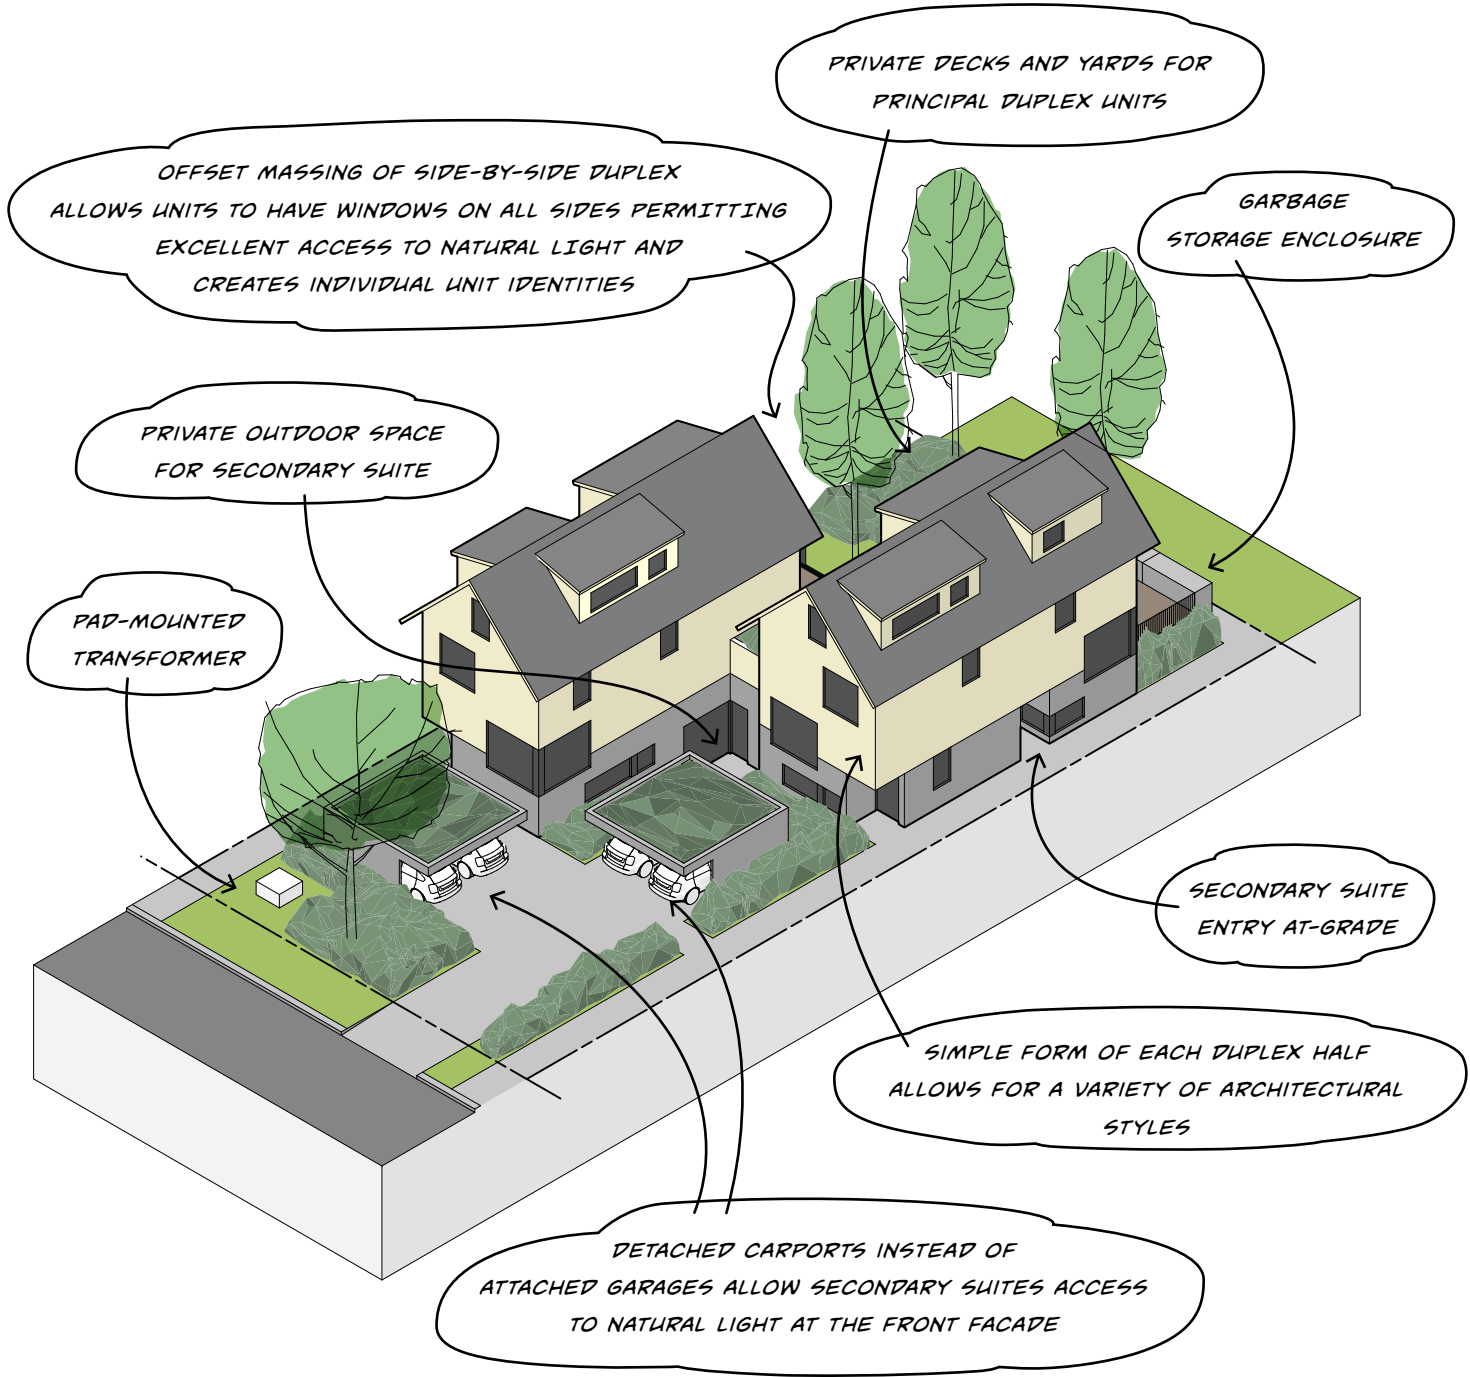 PRIVATE DECKS AND YARDS FOR
PRINCIPAL DUPLEX UNITS
OFFSET MASSING OF SIDE-BY-SIDE DUPLEX
ALLOWS UNITS TO HAVE WINDOWS ON ALL SIDES PERMITTING
EXCELLENT ACCESS TO NATURAL LIGHT AND
CREATES INDIVIDUAL UNIT IDENTITIES
GARBAGE
STORAGE ENCLOSURE
PRIVATE OUTDOOR SPACE
FOR SECONDARY SUITE
PAD-MOUNTED
TRANSFORMER
SECONDARY SUITE
ENTRY AT-GRADE
SIMPLE FORM OF EACH DUPLEX HALF
ALLOWS FOR A VARIETY OF ARCHITECTURAL
STYLES
DETACHED CARPORTS INSTEAD OF
ATTACHED GARAGES ALLOW SECONDARY SUITES ACCESS
TO NATURAL LIGHT AT THE FRONT FACADE